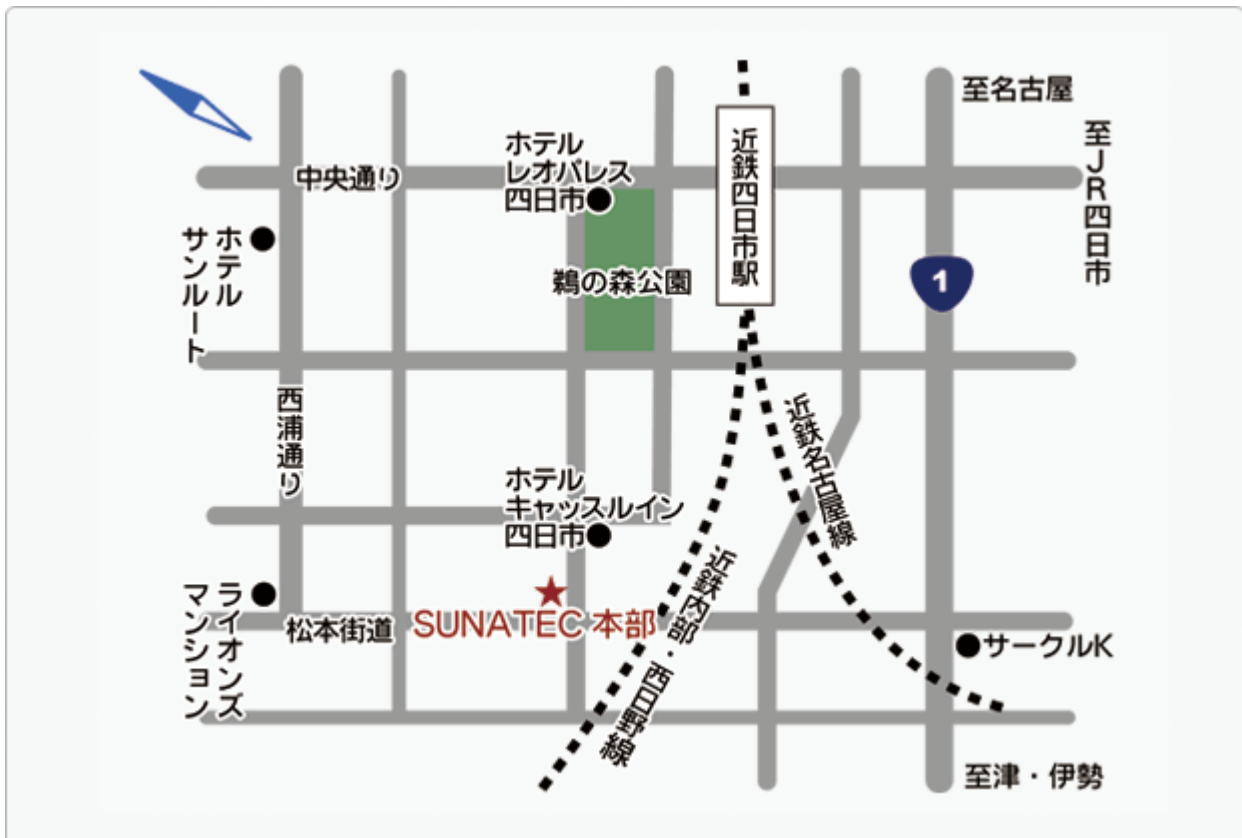 至名古屋
至JR四日市
ホテル
レオパレス
四日市
近鉄四日市駅
中央通り
ホテル
サンルート
鵜の森公園
1
西浦通り
近鉄名古屋線
ホテル
キャッスルイン
四日市
近鉄内部・西日野線
ライオンズ
マンション
松本街道
SUNATEC 本部
サークルK
至津・伊勢